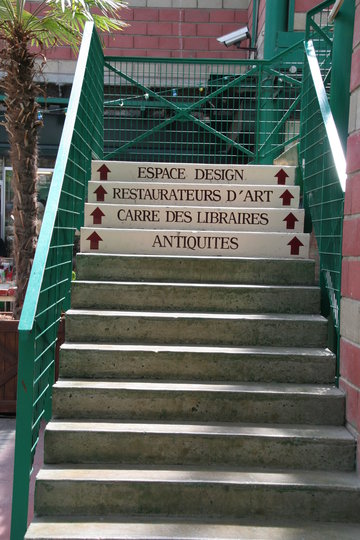 ESPACE DESIGN
RESTAURATEURS D'ART
CARRE DES LIBRAIRES
ANTIQUITES